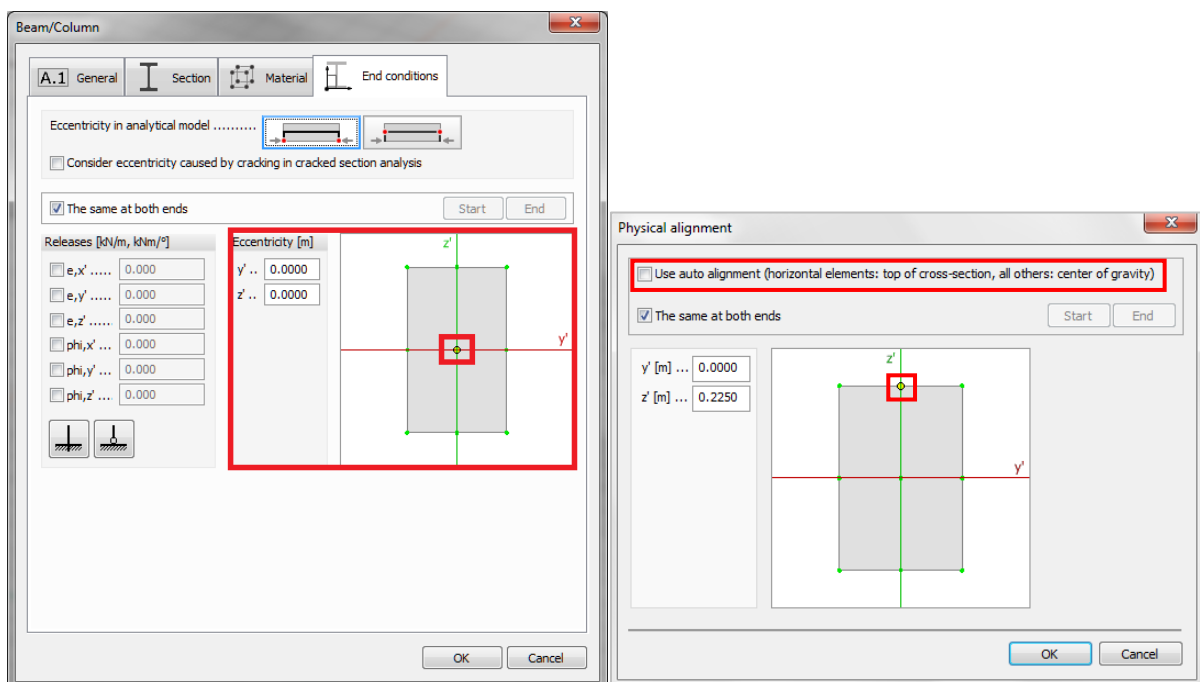 Beam/Column
A.1 General Section Material End conditions
Eccentricity in analytical model ..........
Consider eccentricity caused by cracking in cracked section analysis
The same at both ends Start End
Releases [kN/m, kNm/°]
e,x' ..... 0.000
e,y' ..... 0.000
e,z' ..... 0.000
phi,x' ... 0.000
phi,y' ... 0.000
phi,z' .... 0.000
Eccentricity [m]
y' .. 0.0000
z' .. 0.0000
z'
y'
OK Cancel
Physical alignment
Use auto alignment (horizontal elements: top of cross-section, all others: center of gravity)
The same at both ends Start End
y' [m] ... 0.0000
z' [m] ... 0.2250
z'
y'
OK Cancel